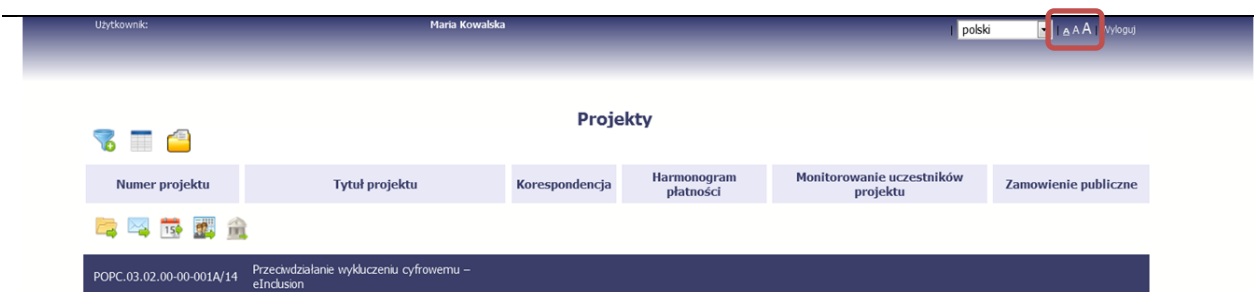 Użytkownik: Maria Kowalska | polski | A A A | Wyloguj
Projekty
Numer projektu Tytuł projektu Korespondencja Harmonogram płatności Monitorowanie uczestników projektu Zamowienie publiczne
15
POPC.03.02.00-00-001A/14 Przeciwdziałanie wykluczeniu cyfrowemu –
eInclusion